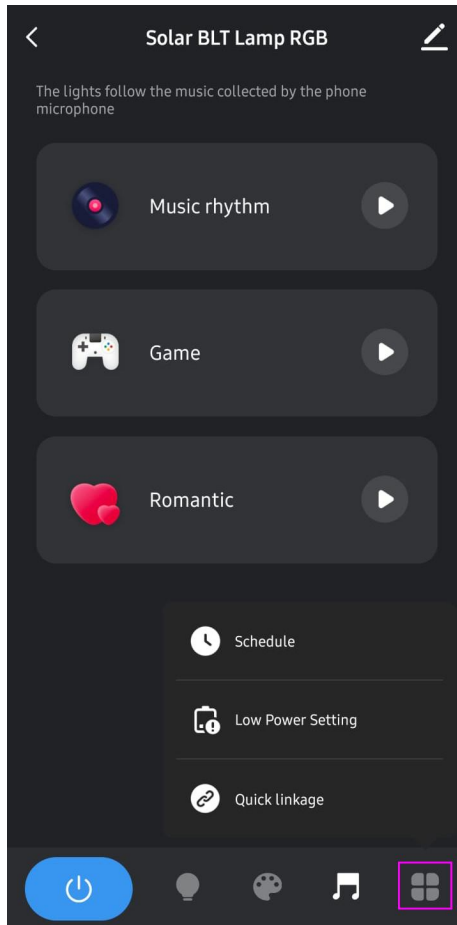 Solar BLT Lamp RGB
The lights follow the music collected by the phone
microphone
Music rhythm
Game
Romantic
Schedule
Low Power Setting
Quick linkage